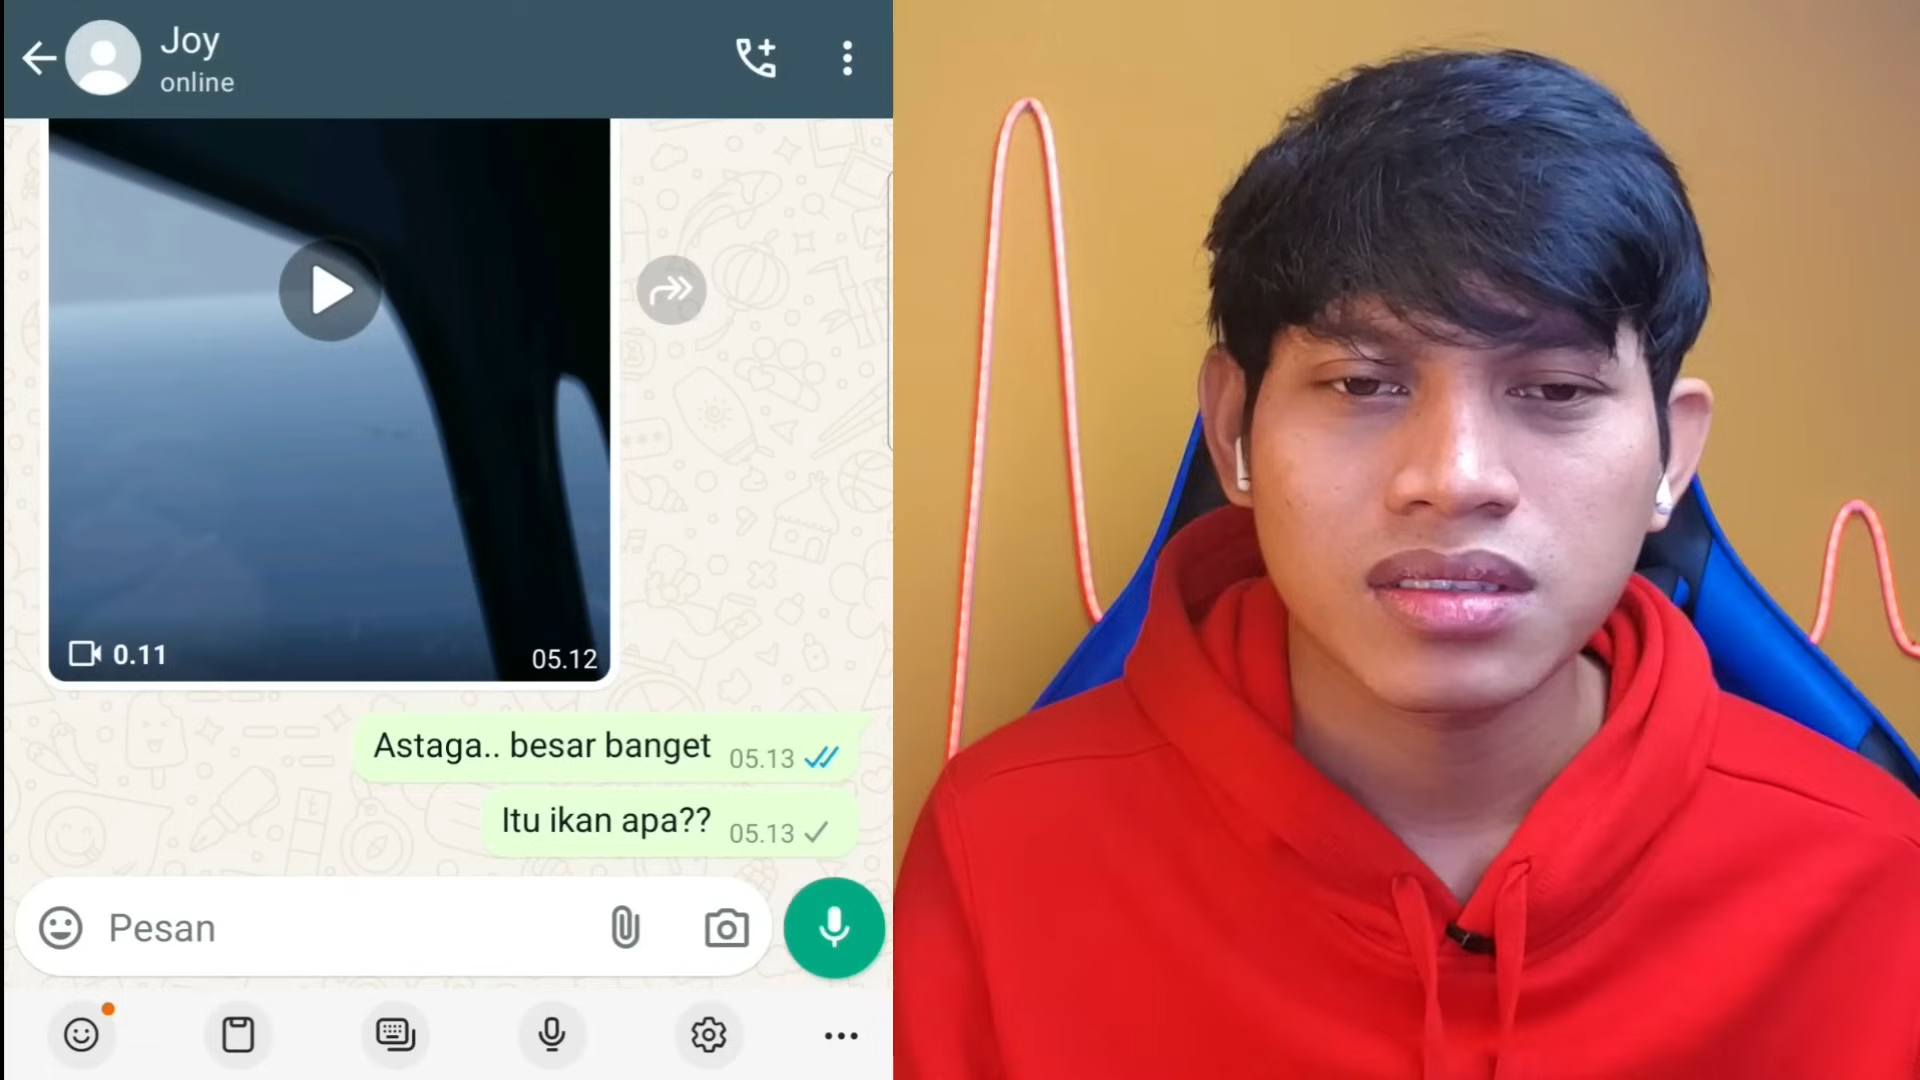 Joy
online
0.11
05.12
Astaga.. besar banget 05.13
Itu ikan apa?? 05.13
Pesan